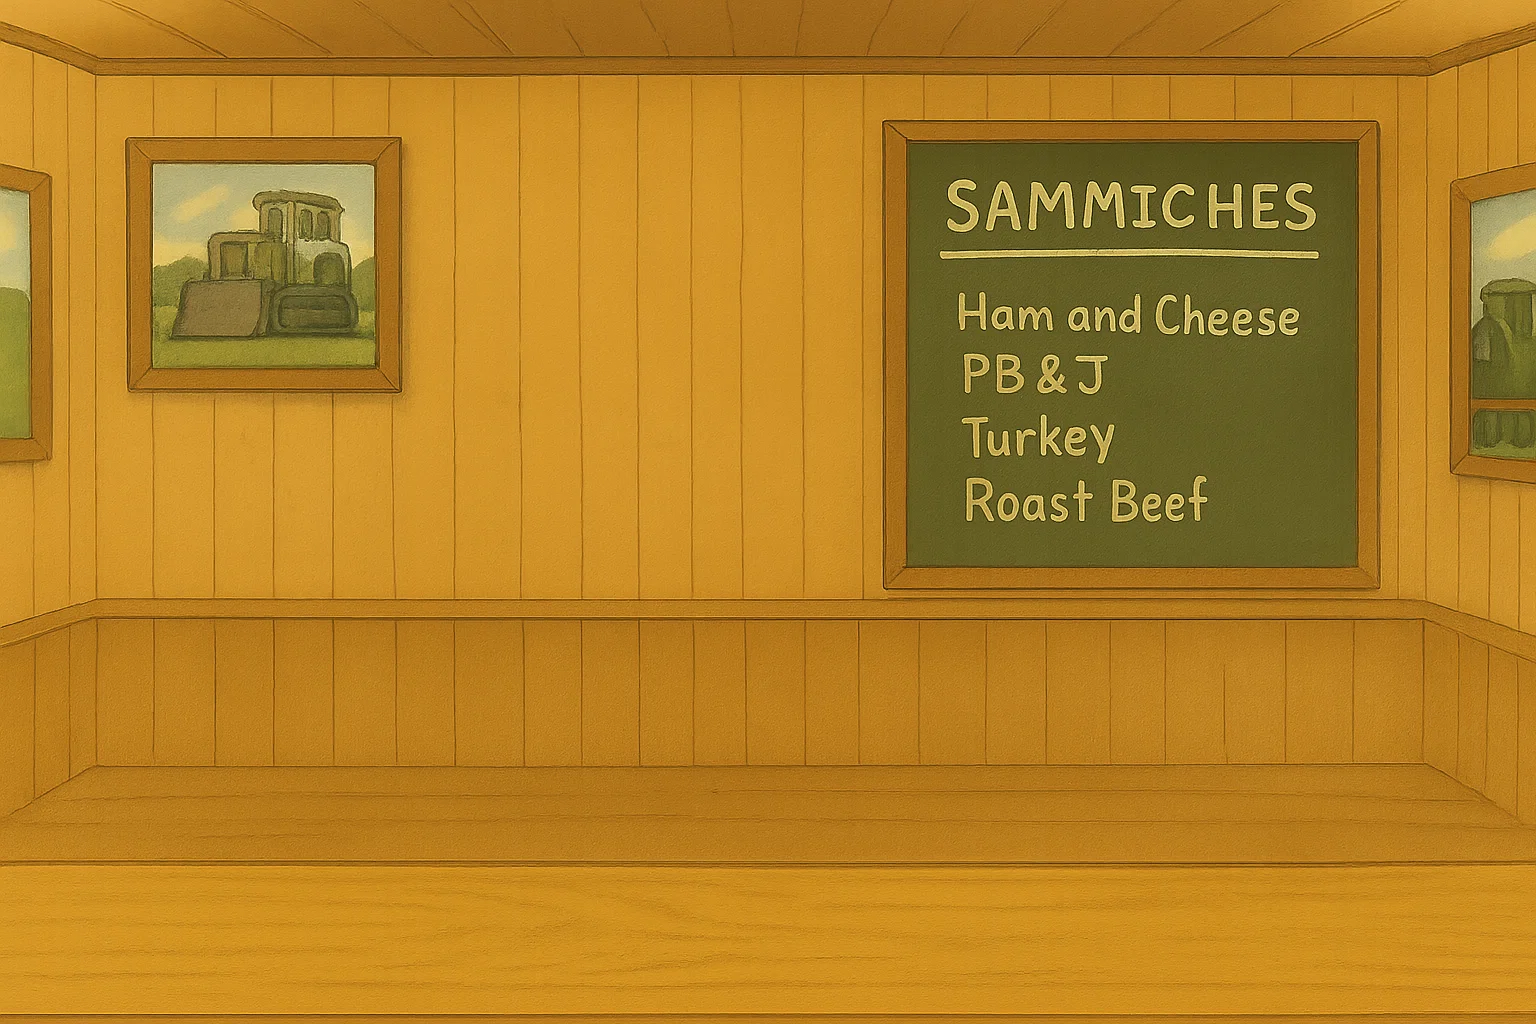 SAMMICHES
Ham and Cheese
PB & J
Turkey
Roast Beef